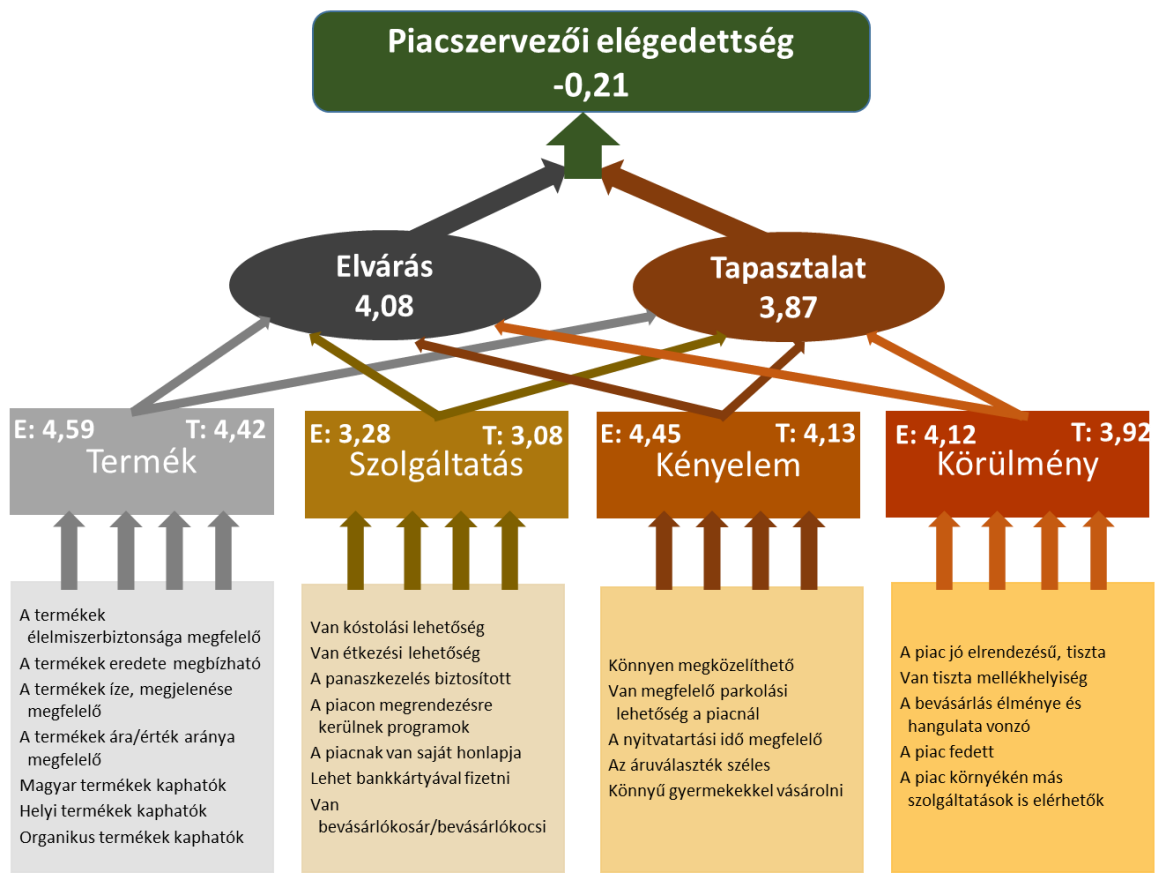 Piacszervezői elégedettség
-0,21
Elvárás
4,08
Tapasztalat
3,87
E: 4,59 T: 4,42
Termék
E: 3,28 T: 3,08
Szolgáltatás
E: 4,45 T: 4,13
Kényelem
E: 4,12 T: 3,92
Körülmény
A termékek
élelmiszerbiztonsága megfelelő
A termékek eredete megbízható
A termékek íze, megjelenése
megfelelő
A termékek ára/érték aránya
megfelelő
Magyar termékek kaphatók
Helyi termékek kaphatók
Organikus termékek kaphatók
Van kóstolási lehetőség
Van étkezési lehetőség
A panaszkezelés biztosított
A piacon megrendezésre
kerülnek programok
A piacnak van saját honlapja
Lehet bankkártyával fizetni
Van
bevásárlókosár/bevásárlókocsi
Könnyen megközelíthető
Van megfelelő parkolási
lehetőség a piacnál
A nyitvatartási idő megfelelő
Az áruválaszték széles
Könnyű gyermekekkel vásárolni
A piac jó elrendezésű, tiszta
Van tiszta mellékhelyiség
A bevásárlás élménye és
hangulata vonzó
A piac fedett
A piac környékén más
szolgáltatások is elérhetők